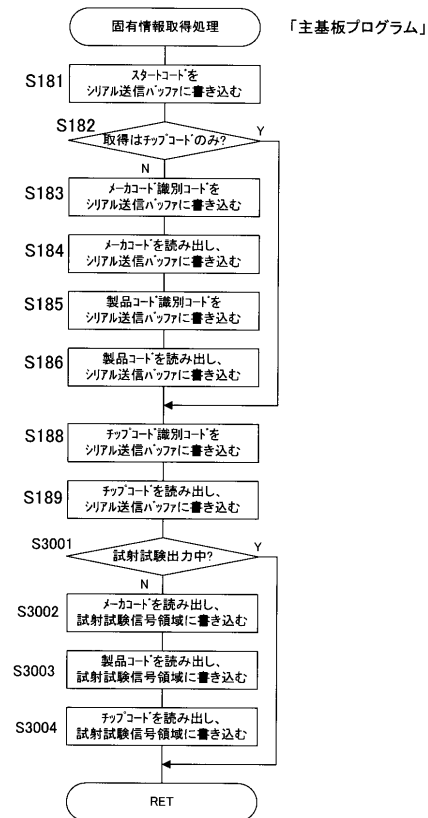 固有情報取得処理
「主基板プログラム」
S181
スタートコードを
シリアル送信バッファに書き込む
S182
取得はチップコードのみ?
Y
N
S183
メーカコード識別コードを
シリアル送信バッファに書き込む
S184
メーカコードを読み出し、
シリアル送信バッファに書き込む
S185
製品コード識別コードを
シリアル送信バッファに書き込む
S186
製品コードを読み出し、
シリアル送信バッファに書き込む
S188
チップコード識別コードを
シリアル送信バッファに書き込む
S189
チップコードを読み出し、
シリアル送信バッファに書き込む
S3001
試射試験出力中?
Y
N
S3002
メーカコードを読み出し、
試射試験信号領域に書き込む
S3003
製品コードを読み出し、
試射試験信号領域に書き込む
S3004
チップコードを読み出し、
試射試験信号領域に書き込む
RET